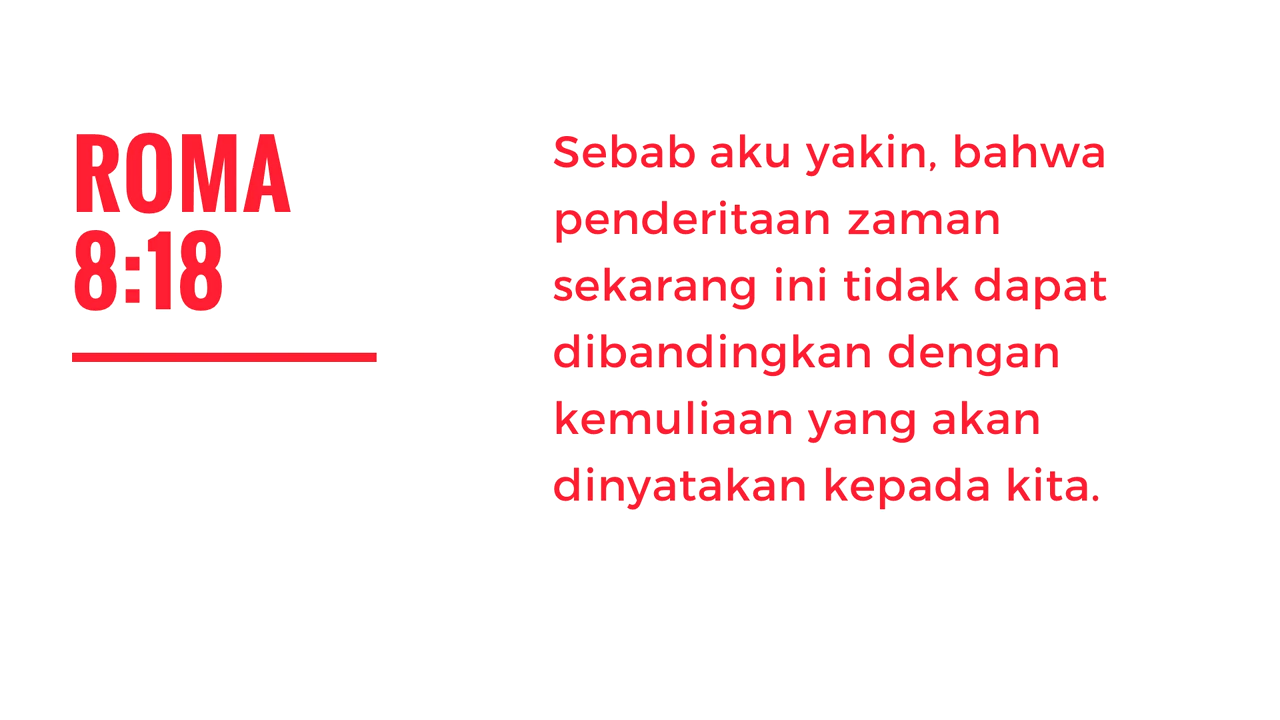 ROMA
8:18
Sebab aku yakin, bahwa
penderitaan zaman
sekarang ini tidak dapat
dibandingkan dengan
kemuliaan yang akan
dinyatakan kepada kita.